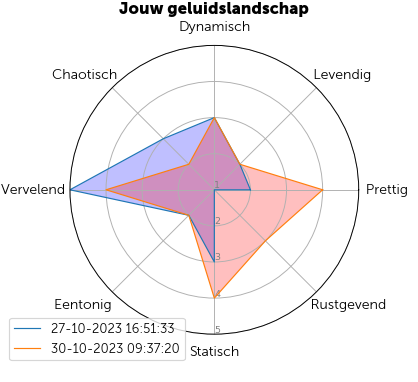 Jouw geluidslandschap
Dynamisch
Chaotisch
Levendig
Vervelend
1
Prettig
2
3
4
Eentonig
Rustgevend
5
Statisch
27-10-2023 16:51:33
30-10-2023 09:37:20